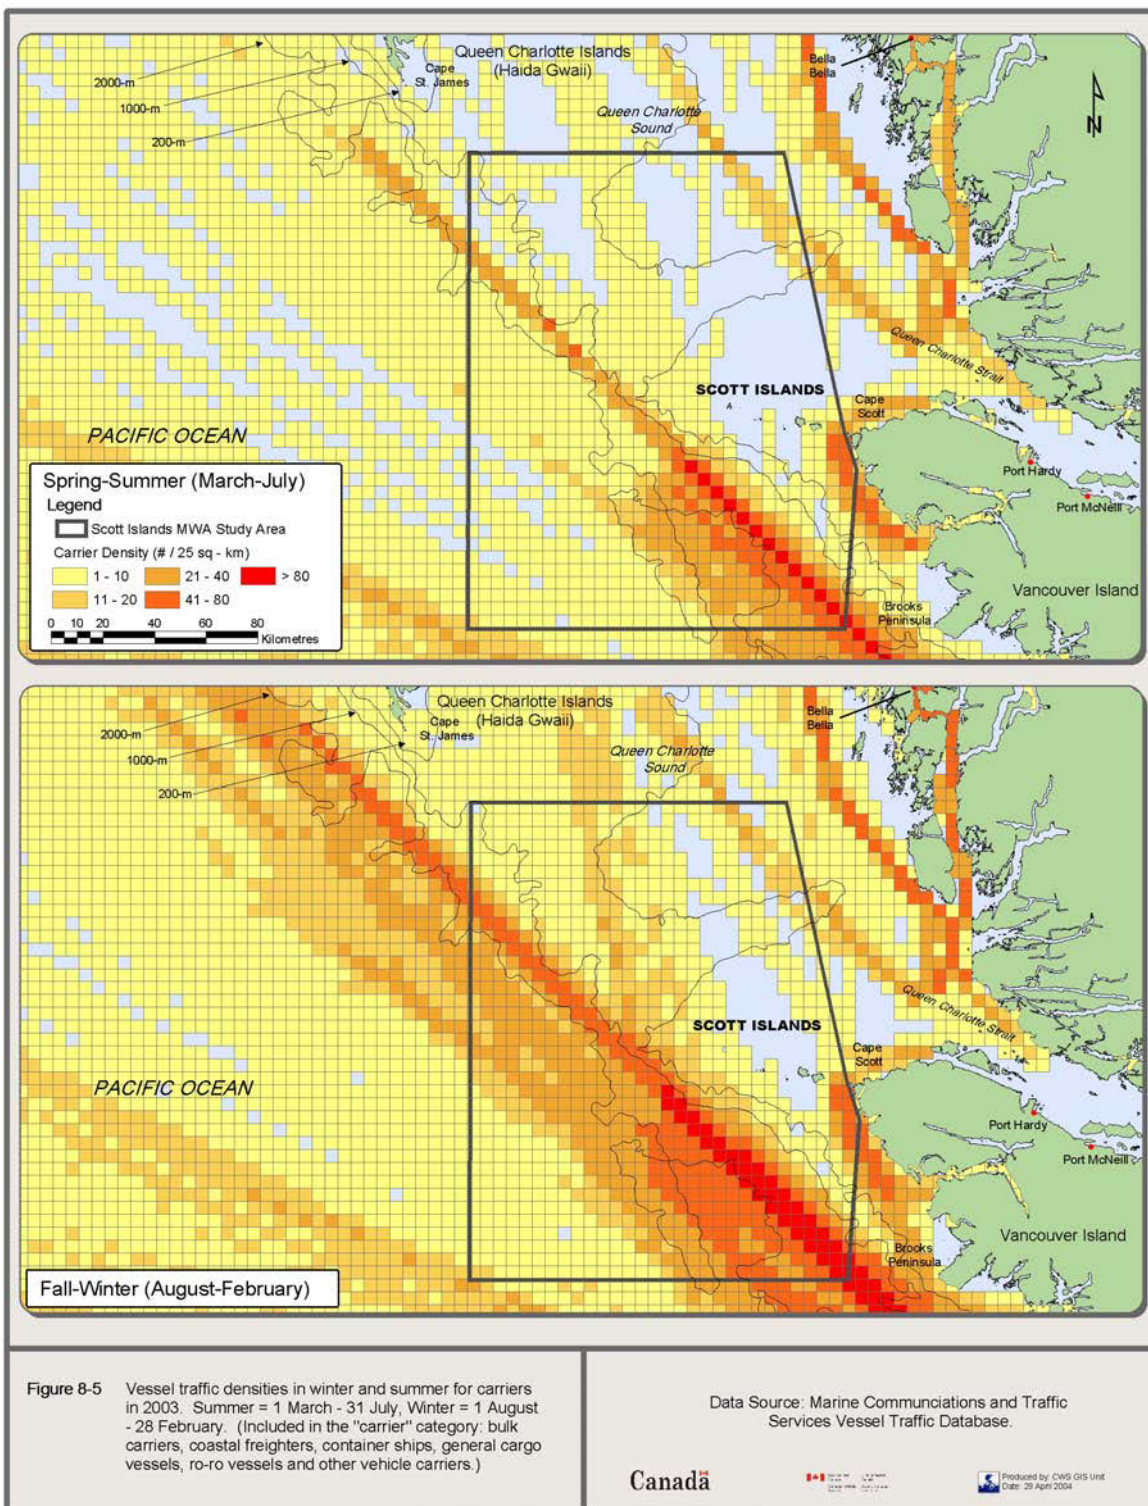 2000-m
1000-m
200-m
Cape
St. James
Queen Charlotte Islands
(Haida Gwaii)
Queen Charlotte
Sound
Bella
Bella
N
SCOTT ISLANDS
Queen Charlotte Strait
Cape
Scott
Port Hardy
Port McNeill
Vancouver Island
Brooks
Peninsula
PACIFIC OCEAN
Spring-Summer (March-July)
Legend
Scott Islands MWA Study Area
Carrier Density (# / 25 sq - km)
1 - 10
21 - 40
> 80
11 - 20
41 - 80
0 10 20 40 60 80
Kilometres
2000-m
1000-m
200-m
Queen Charlotte Islands
(Haida Gwaii)
Cape
St. James
Queen Charlotte
Sound
Bella
Bella
SCOTT ISLANDS
Queen Charlotte Strait
Cape
Scott
Port Hardy
Port McNeill
Vancouver Island
Brooks
Peninsula
PACIFIC OCEAN
Fall-Winter (August-February)
Figure 8-5 Vessel traffic densities in winter and summer for carriers
in 2003. Summer = 1 March - 31 July, Winter = 1 August
- 28 February. (Included in the "carrier" category: bulk
carriers, coastal freighters, container ships, general cargo
vessels, ro-ro vessels and other vehicle carriers.)
Data Source: Marine Communciations and Traffic
Services Vessel Traffic Database.
Canada
Produced by: CWS GIS Unit
Date: 29 April 2004